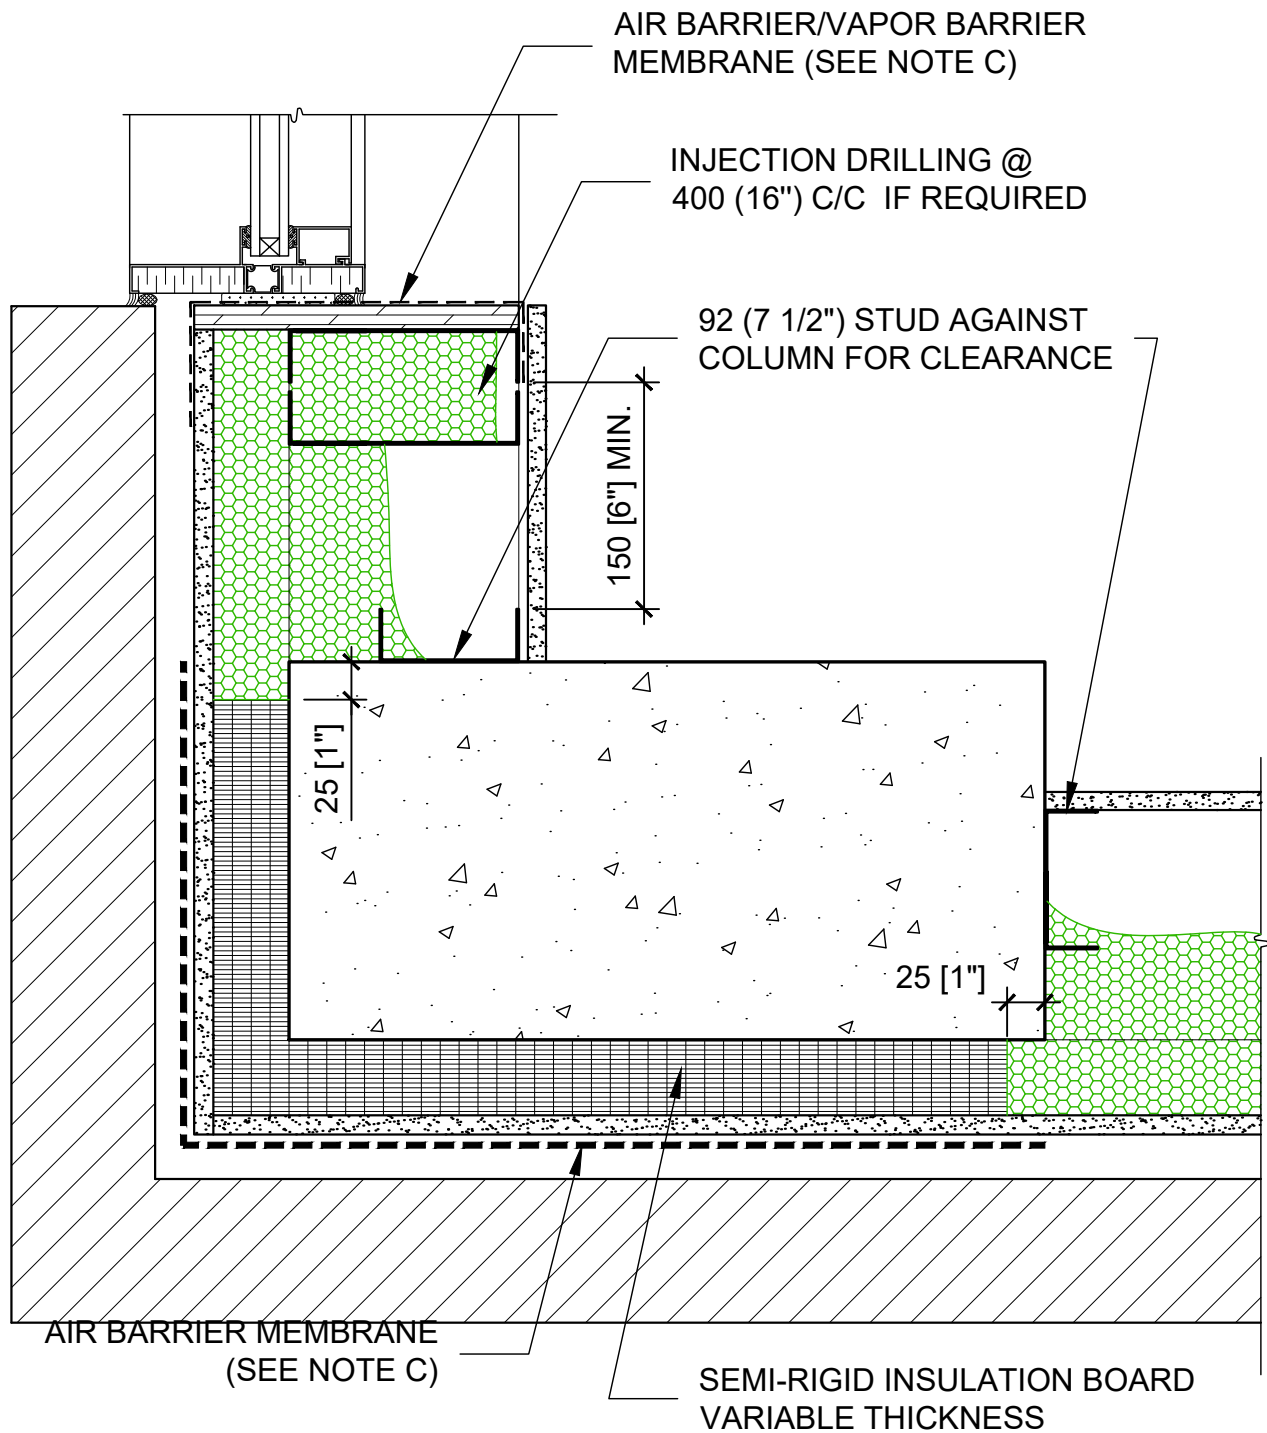 AIR BARRIER/VAPOR BARRIER
MEMBRANE (SEE NOTE C)
INJECTION DRILLING @
400 (16") C/C IF REQUIRED
92 (7 1/2") STUD AGAINST
COLUMN FOR CLEARANCE
150 [6"] MIN.
25 [1"]
25 [1"]
AIR BARRIER MEMBRANE
(SEE NOTE C)
SEMI-RIGID INSULATION BOARD
VARIABLE THICKNESS